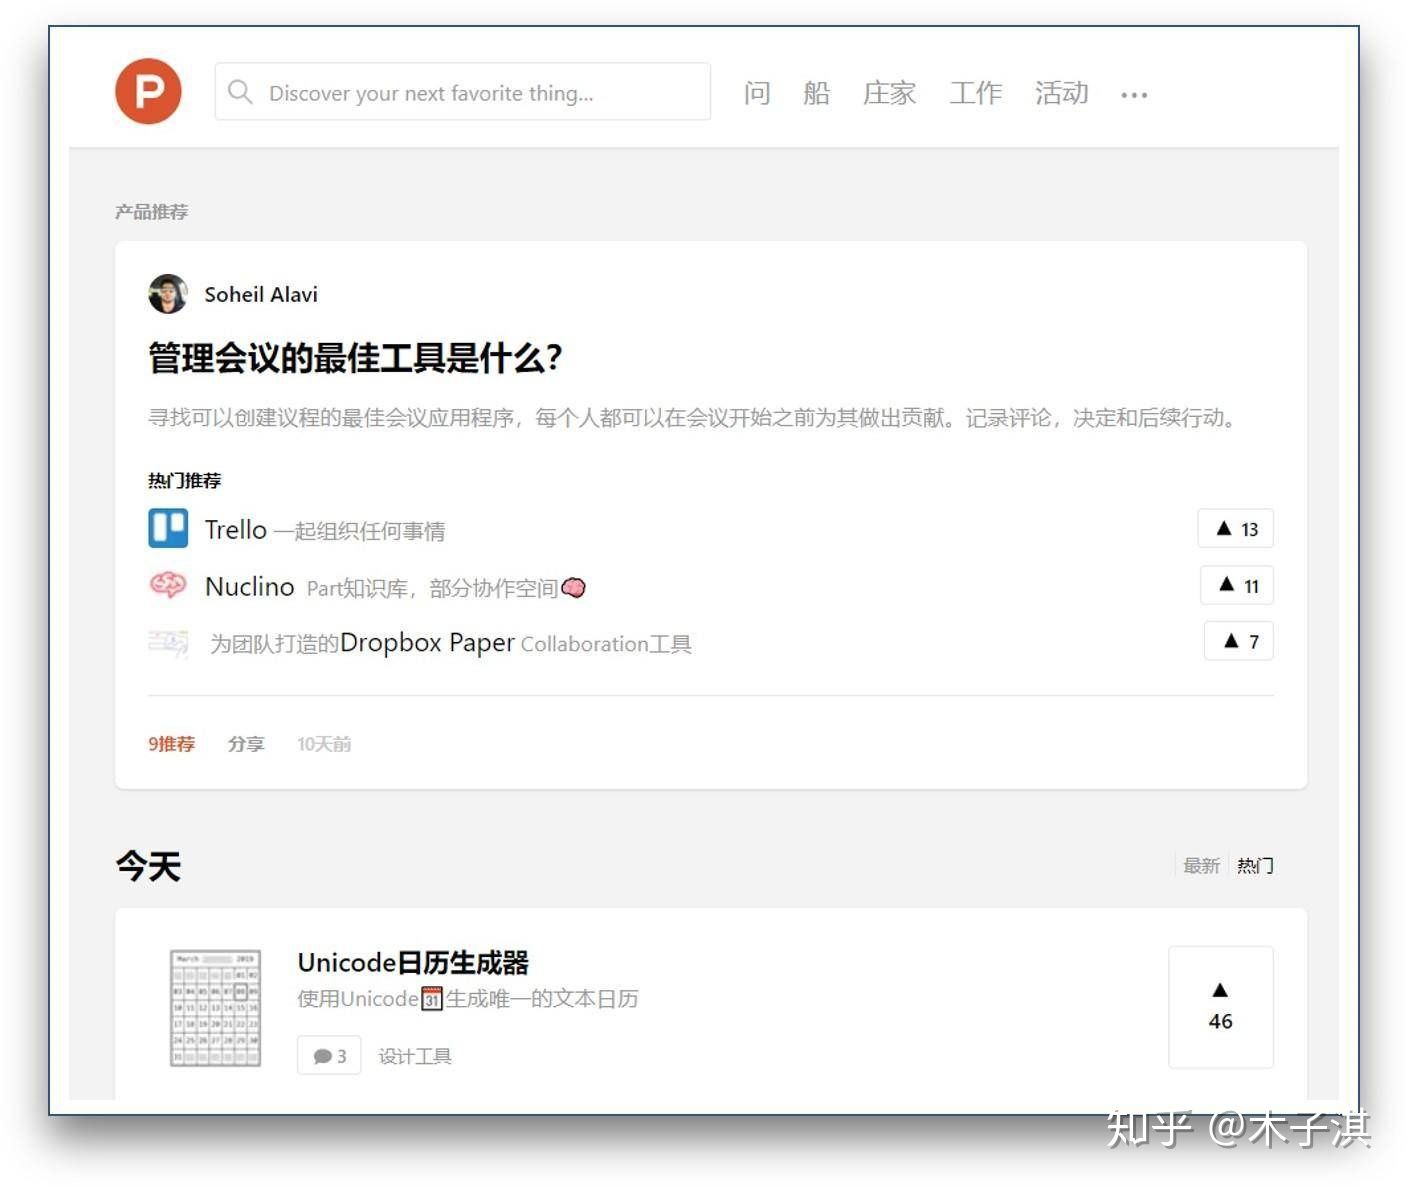 P
Discover your next favorite thing...
问 船 庄家 工作 活动 •••
产品推荐
Soheil Alavi
管理会议的最佳工具是什么?
寻找可以创建议程的最佳会议应用程序，每个人都可以在会议开始之前为其做出贡献。记录评论，决定和后续行动。
热门推荐
Trello 一起组织任何事情 ▲ 13
Nuclino Part知识库，部分协作空间 ▲ 11
为团队打造的Dropbox Paper Collaboration工具 ▲ 7
9推荐 分享 10天前
今天
最新 热门
Unicode日历生成器
使用Unicode📅生成唯一的文本日历
▲
46
3 设计工具
March 2019
知乎 @木子淇